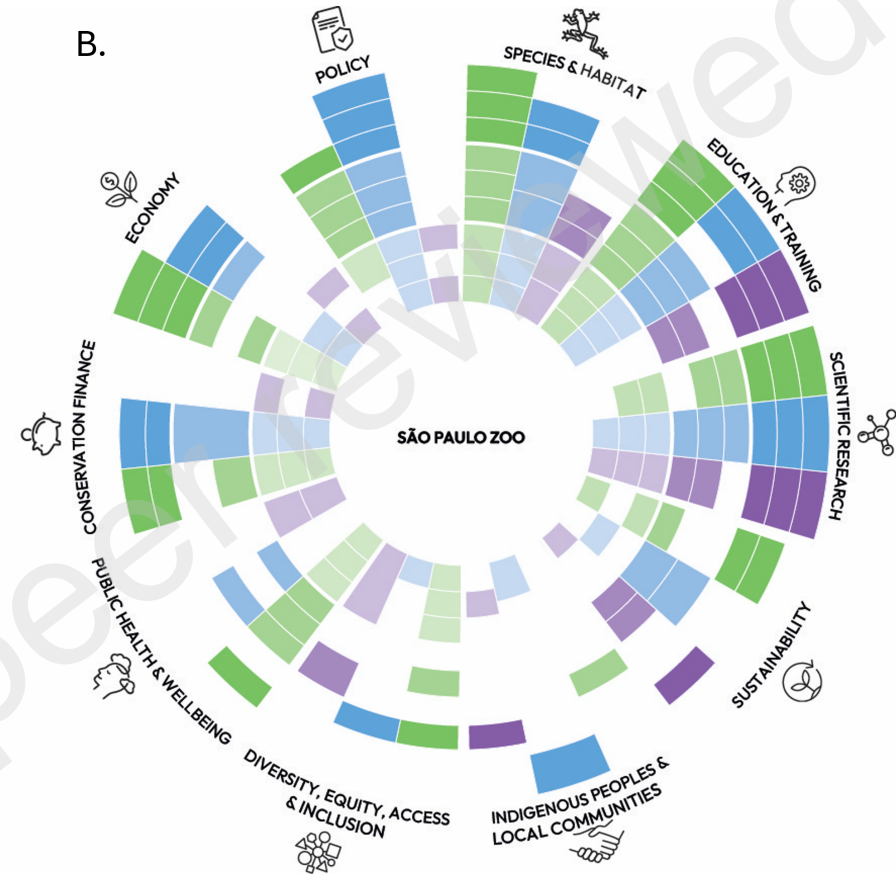 B.
POLICY
SPECIES & HABITAT
EDUCATION & TRAINING
SCIENTIFIC RESEARCH
SUSTAINABILITY
INDIGENOUS PEOPLES &
LOCAL COMMUNITIES
DIVERSITY, EQUITY, ACCESS
& INCLUSION
PUBLIC HEALTH & WELLBEING
CONSERVATION FINANCE
ECONOMY
SÃO PAULO ZOO
peer reviewed